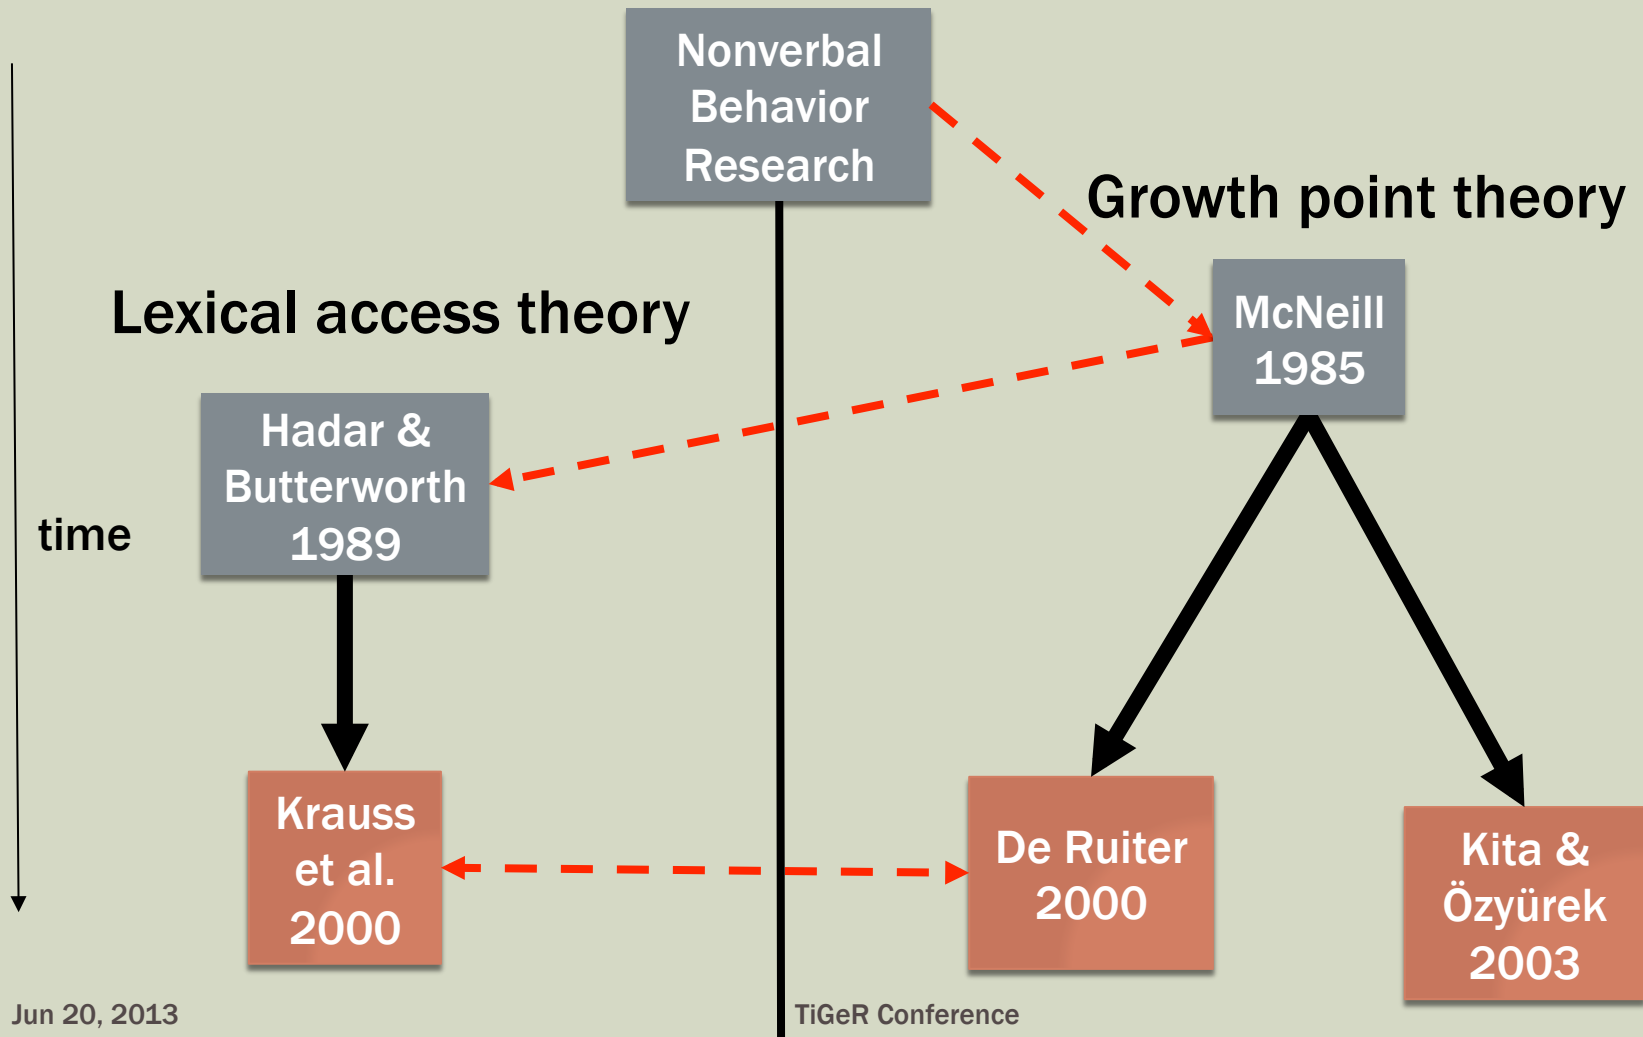 Nonverbal
Behavior
Research
Growth point theory
Lexical access theory
McNeill
1985
Hadar &
Butterworth
1989
time
Krauss
et al.
2000
De Ruiter
2000
Kita &
Özyürek
2003
Jun 20, 2013
TiGeR Conference